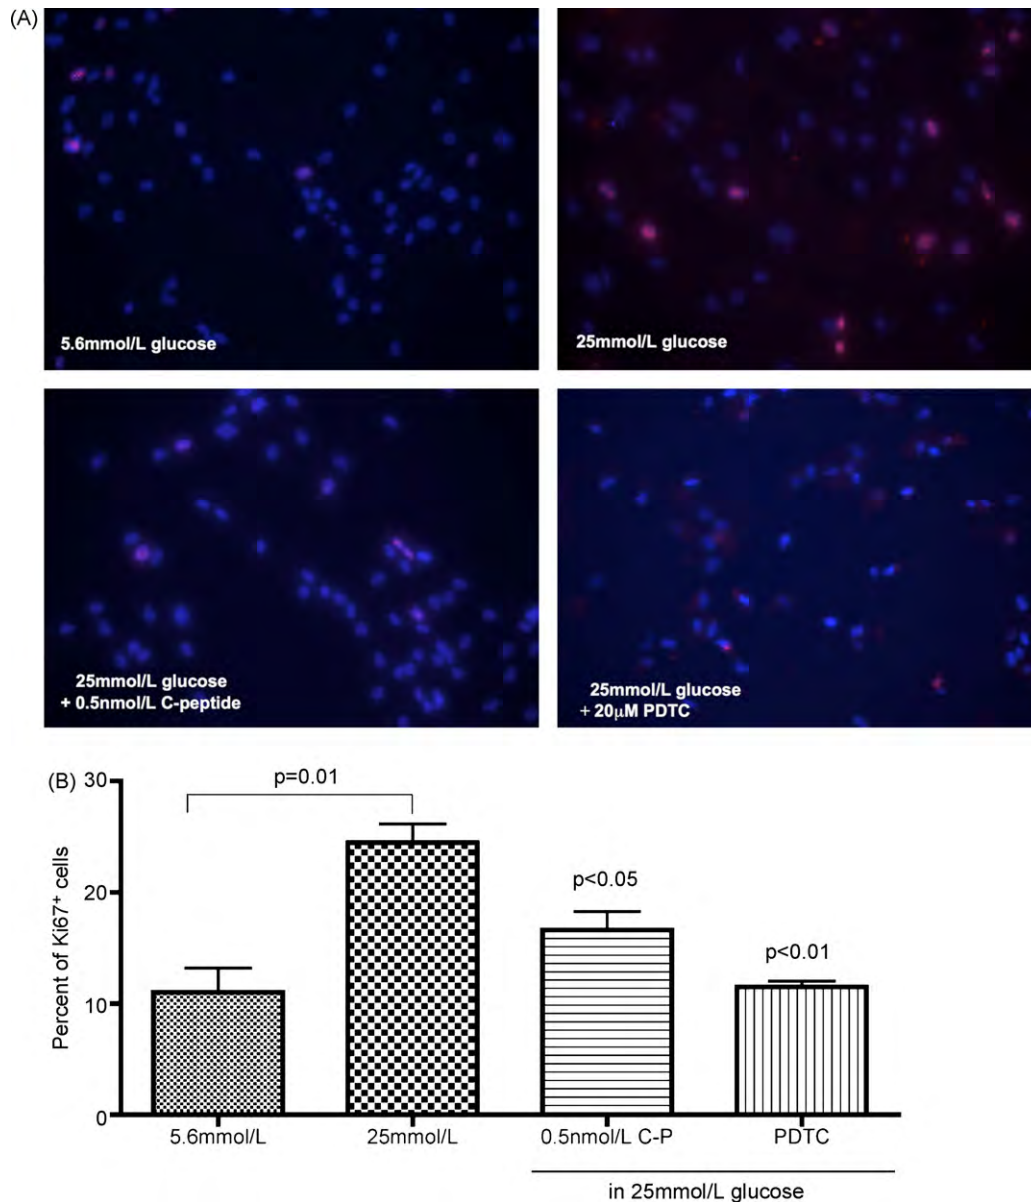 (A)
5.6mmol/L glucose
25mmol/L glucose
25mmol/L glucose
+ 0.5nmol/L C-peptide
25mmol/L glucose
+ 20μM PDTC
(B)
Percent of Ki67⁺ cells
30
20
10
0
p=0.01
p<0.05
p<0.01
5.6mmol/L
25mmol/L
0.5nmol/L C-P
PDTC
in 25mmol/L glucose